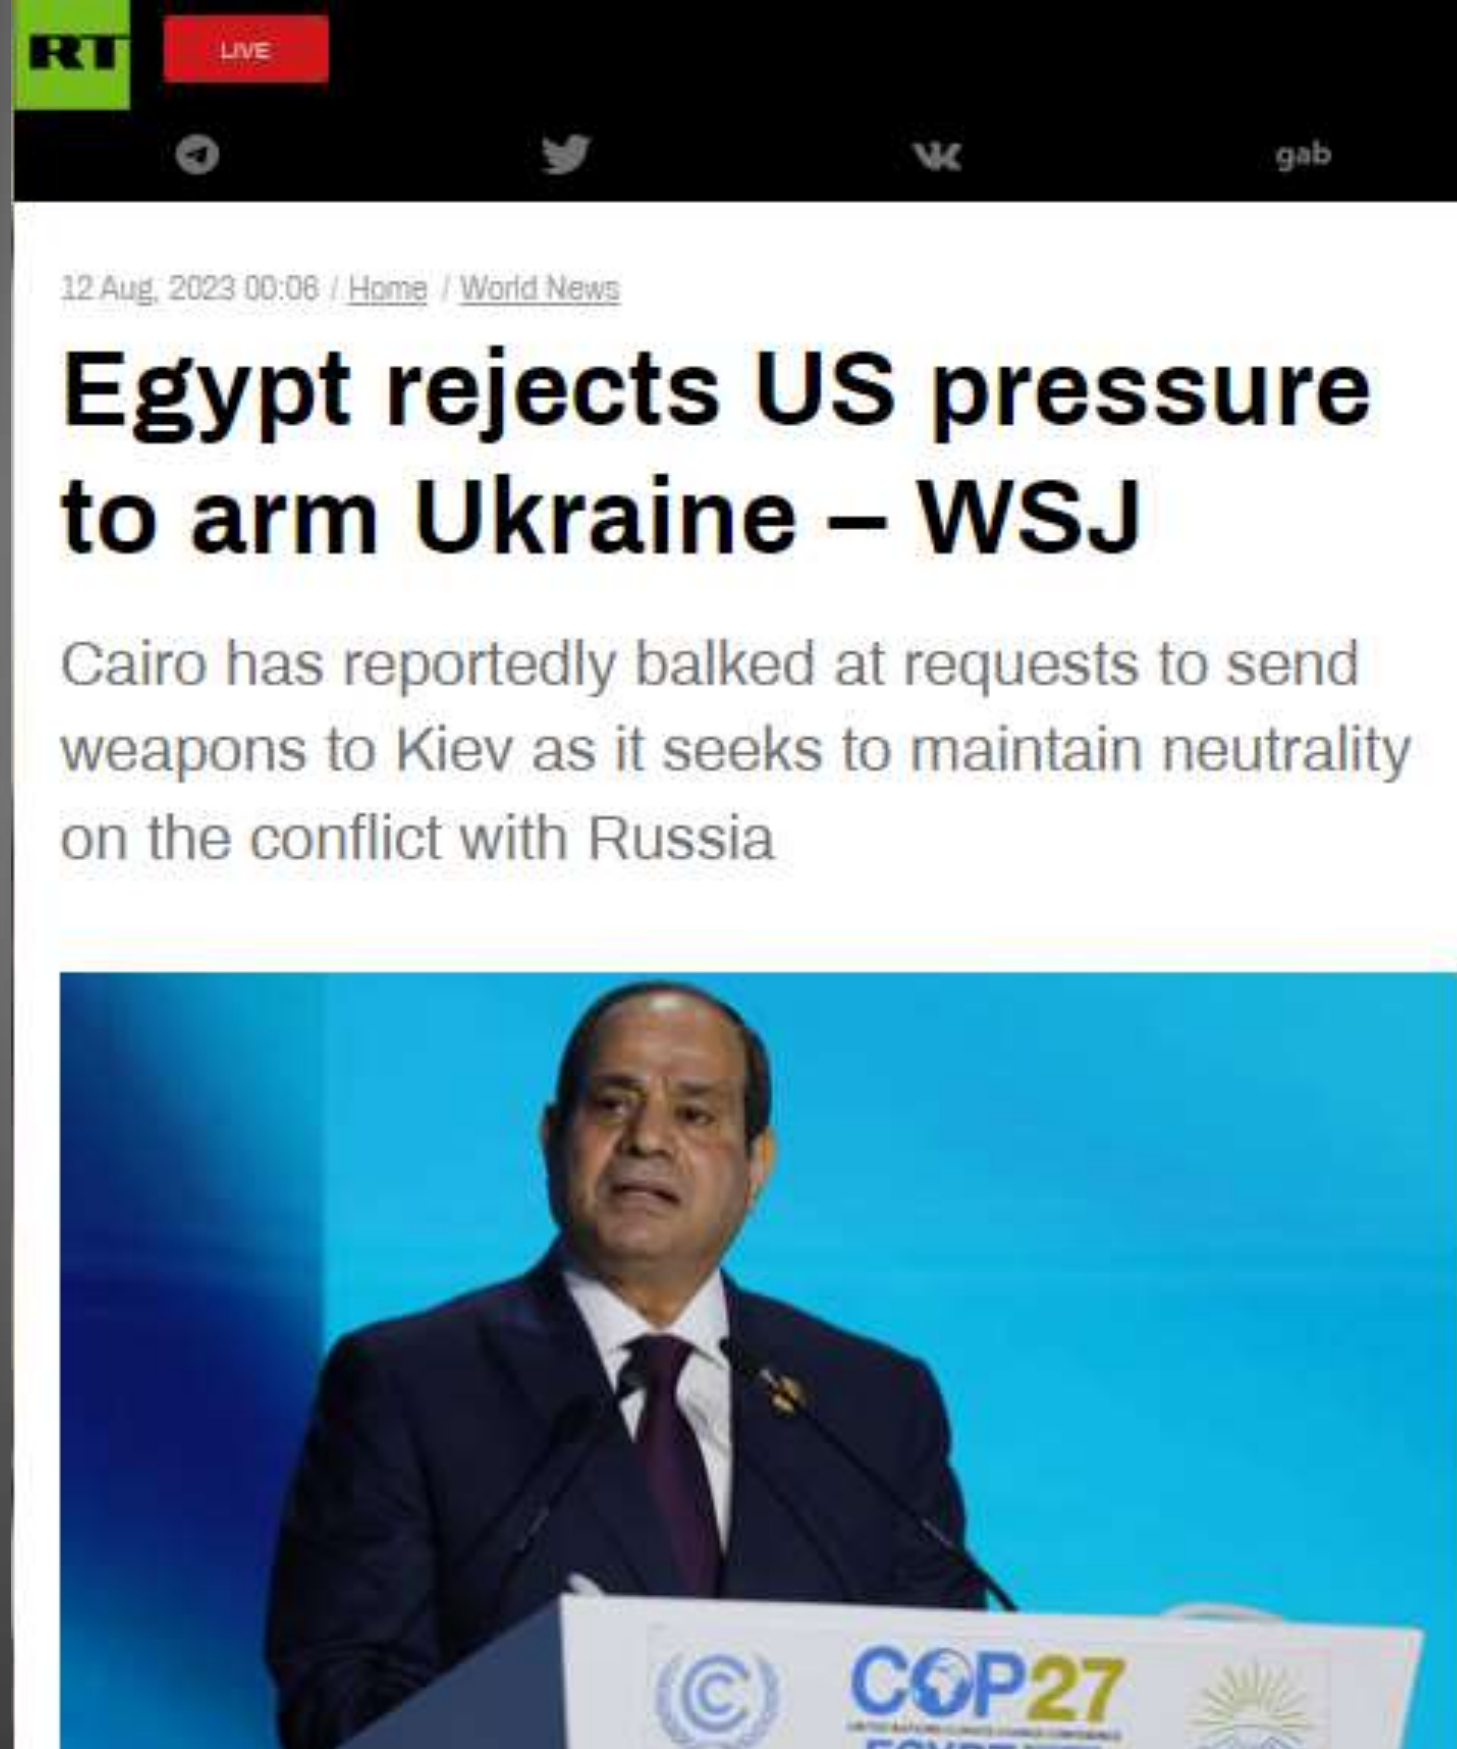 RT LIVE
gab
12 Aug, 2023 00:06 / Home / World News
Egypt rejects US pressure
to arm Ukraine – WSJ
Cairo has reportedly balked at requests to send
weapons to Kiev as it seeks to maintain neutrality
on the conflict with Russia
COP27